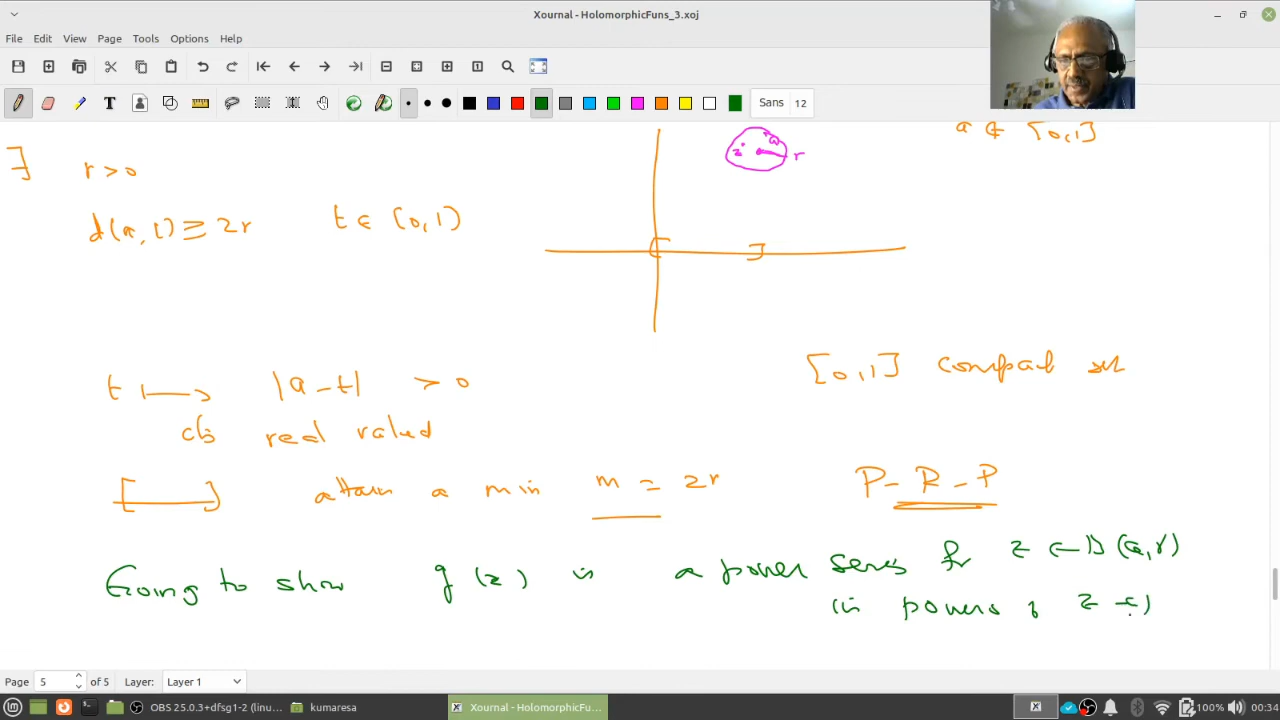 Xournal - HolomorphicFuns_3.xoj
File Edit View Page Tools Options Help
Sans 12
a ∉ [0,1]
∃ r > 0
z a r
d(a,t) ≥ 2r t ∈ [0,1]
[0,1] compact set
t ⟼ |a - t| > 0
cts real valued
attain a min m = 2r P-R-P
Going to show g(z) is a power series for z ∈ D(a,r)
(in powers of z -
Page 5 of 5 Layer: Layer 1
OBS 25.0.3+dfsg1-2 (linu... kumaresa Xournal - HolomorphicFu... 100% 00:34